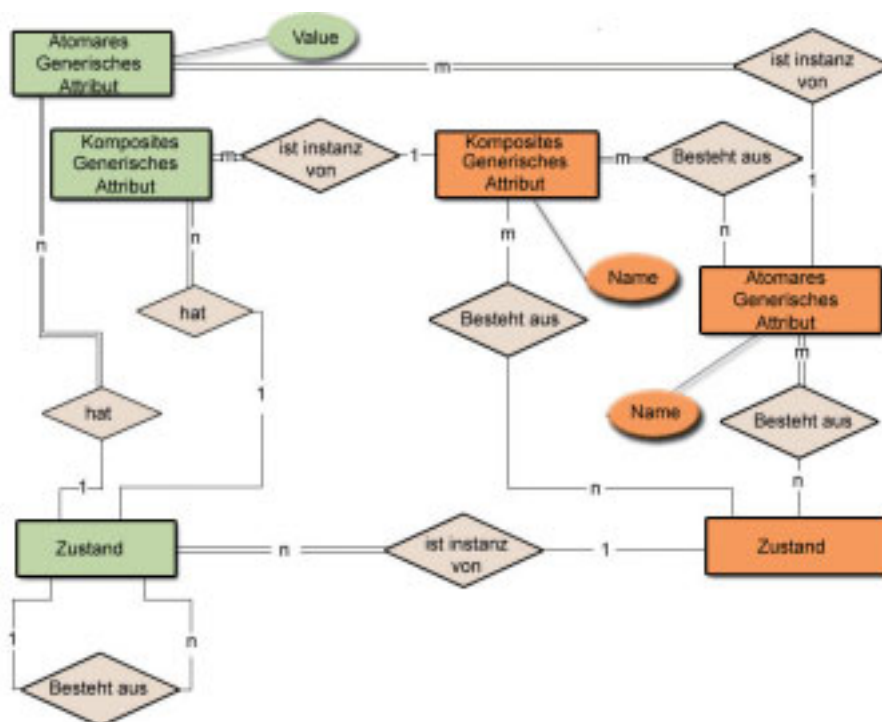 Atomares
Generisches
Attribut
Value
m
ist instanz
von
Komposites
Generisches
Attribut
m
ist instanz
von
1
Komposites
Generisches
Attribut
m
Besteht aus
1
n
n
m
n
hat
Name
Atomares
Generisches
Attribut
Besteht aus
m
1
hat
Name
Besteht aus
1
n
n
Zustand
n
ist instanz
von
1
Zustand
1
n
Besteht aus